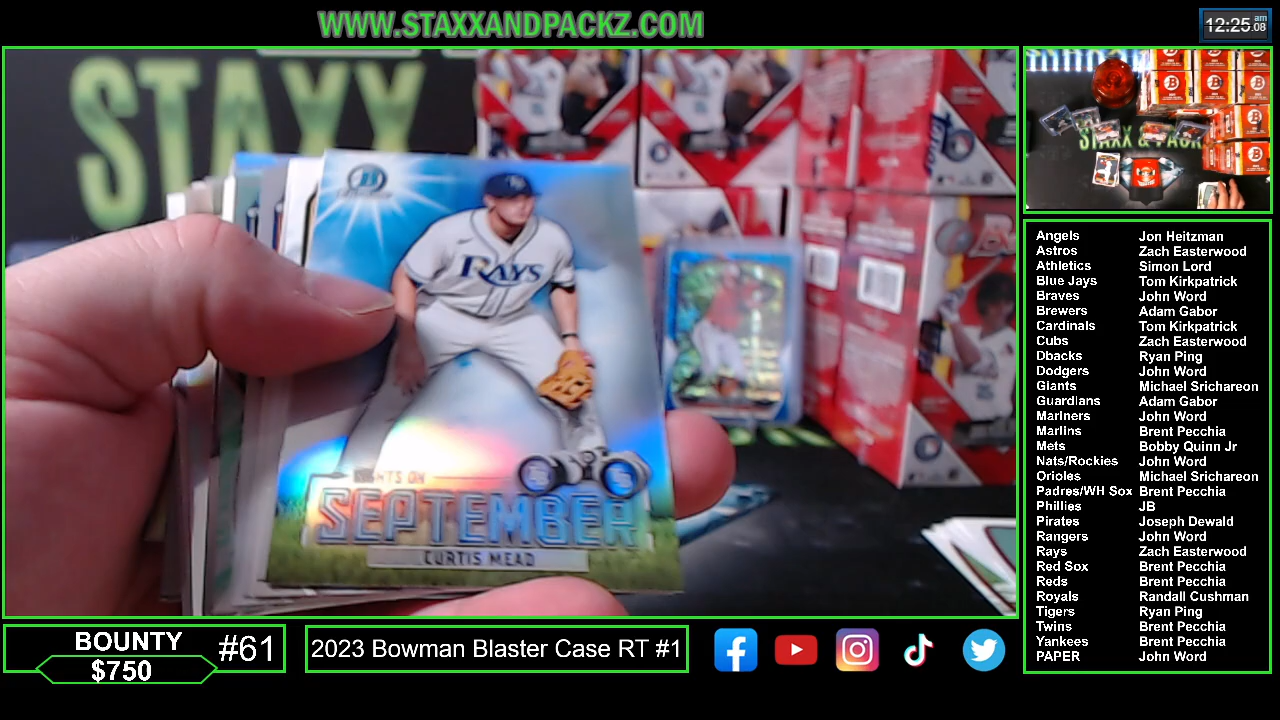 WWW.STAXXANDPACKZ.COM
12:25 am
08
STAXX
STAXX & PACK
RAYS
SEPTEMBER
CURTIS MEAD
Angels Jon Heitzman
Astros Zach Easterwood
Athletics Simon Lord
Blue Jays Tom Kirkpatrick
Braves John Word
Brewers Adam Gabor
Cardinals Tom Kirkpatrick
Cubs Zach Easterwood
Dbacks Ryan Ping
Dodgers John Word
Giants Michael Srichareon
Guardians Adam Gabor
Mariners John Word
Marlins Brent Pecchia
Mets Bobby Quinn Jr
Nats/Rockies John Word
Orioles Michael Srichareon
Padres/WH Sox Brent Pecchia
Phillies JB
Pirates Joseph Dewald
Rangers John Word
Rays Zach Easterwood
Red Sox Brent Pecchia
Reds Brent Pecchia
Royals Randall Cushman
Tigers Ryan Ping
Twins Brent Pecchia
Yankees Brent Pecchia
PAPER John Word
BOUNTY
$750
#61
2023 Bowman Blaster Case RT #1